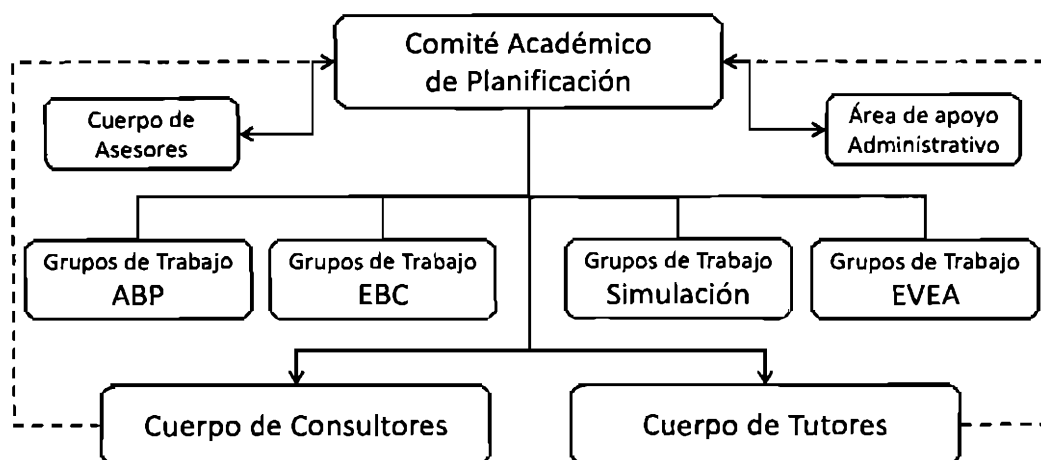 Comité Académico
de Planificación
Cuerpo de
Asesores
Área de apoyo
Administrativo
Grupos de Trabajo
ABP
Grupos de Trabajo
EBC
Grupos de Trabajo
Simulación
Grupos de Trabajo
EVEA
Cuerpo de Consultores
Cuerpo de Tutores